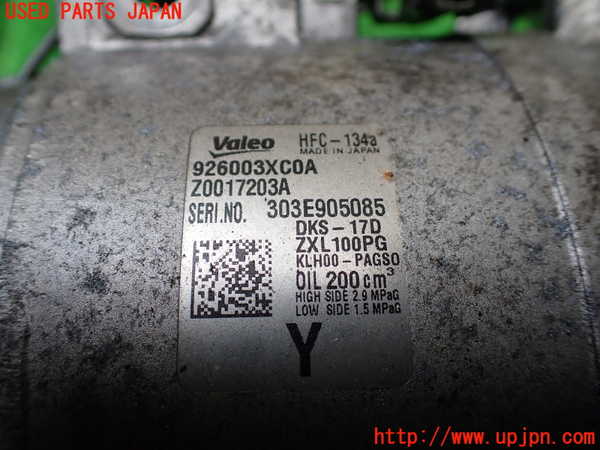 USED PARTS JAPAN
Valeo HFC-134a
MADE IN JAPAN
926003XC0A
Z0017203A
SERI.NO. 303E905085
DKS-17D
ZXL100PG
KLH00-PAGS0
OIL 200cm³
HIGH SIDE 2.9 MPaG
LOW SIDE 1.5 MPaG
Y
http://www.upjpn.com/